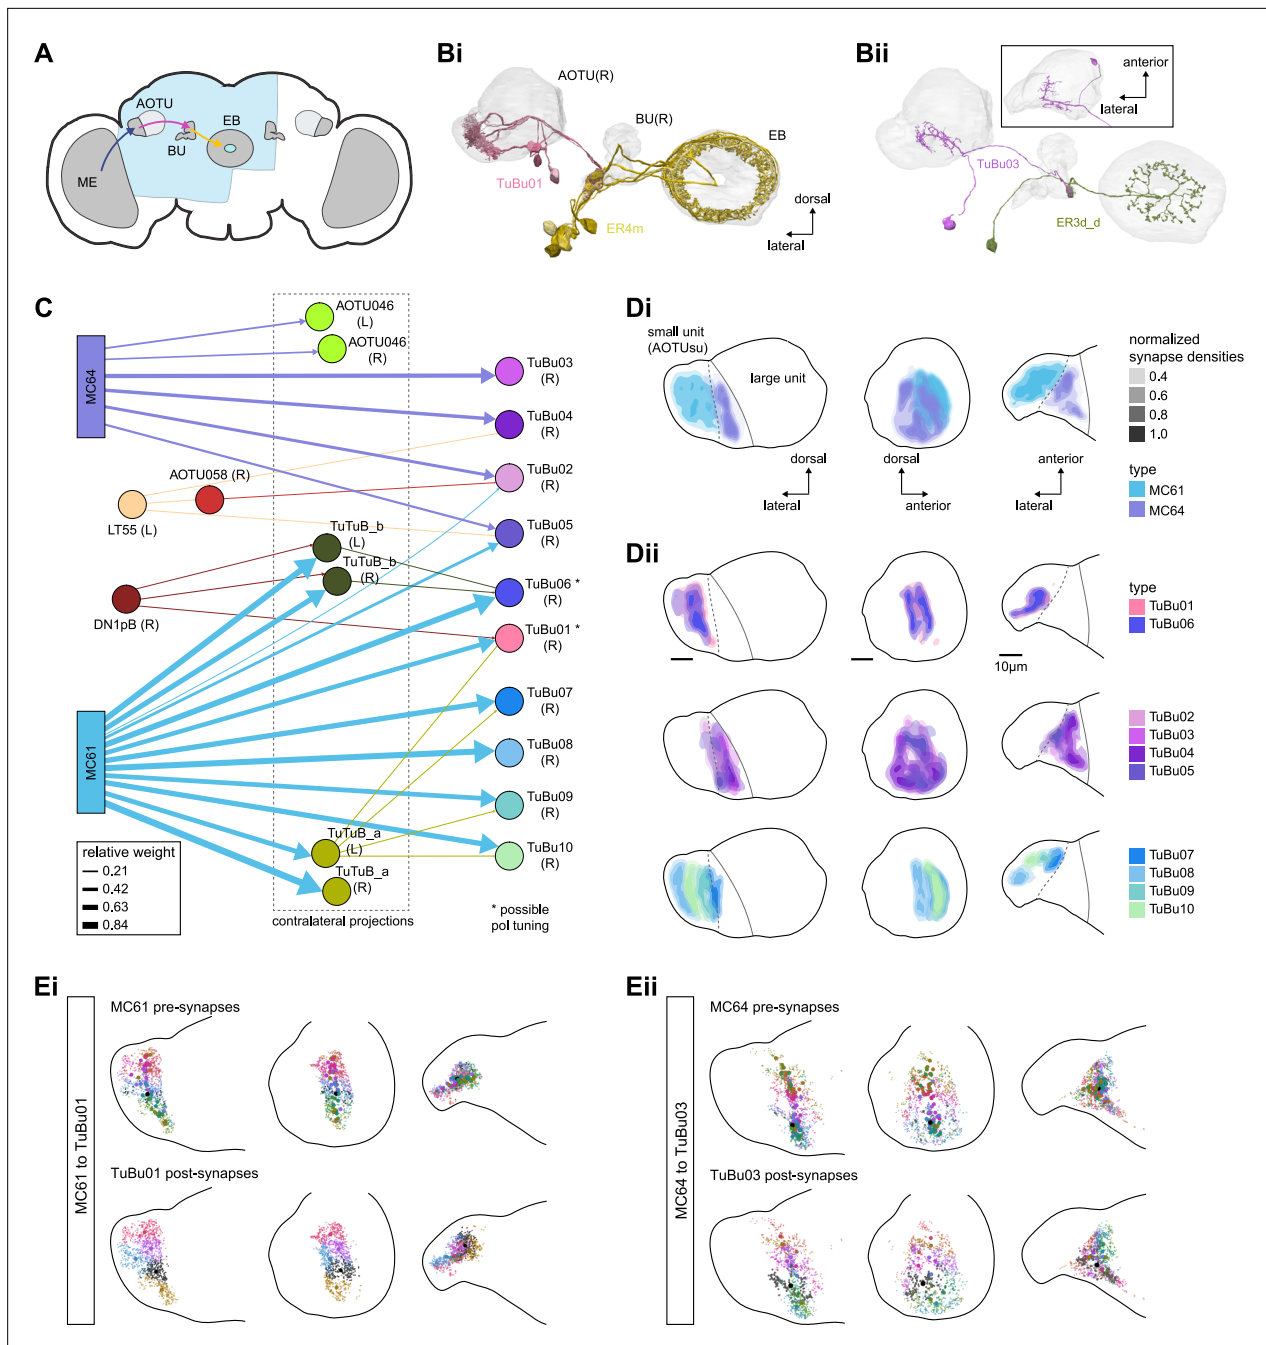 A
AOTU
EB
BU
ME
Bi
AOTU(R)
BU(R)
EB
TuBu01
ER4m
dorsal
lateral
Bii
anterior
lateral
TuBu03
ER3d_d
C
MC64
AOTU046
(L)
AOTU046
(R)
TuBu03
(R)
TuBu04
(R)
AOTU058 (R)
TuBu02
(R)
LT55 (L)
TuBu05
(R)
TuTuB_b
(L)
TuTuB_b
(R)
DN1pB (R)
TuBu06 *
(R)
TuBu01 *
(R)
TuBu07
(R)
MC61
TuBu08
(R)
TuBu09
(R)
TuTuB_a
(L)
TuBu10
(R)
TuTuB_a
(R)
relative weight
0.21
0.42
0.63
0.84
contralateral projections
* possible
pol tuning
Di
small unit
(AOTUsu)
large unit
dorsal
lateral
dorsal
anterior
anterior
lateral
normalized
synapse densities
0.4
0.6
0.8
1.0
type
MC61
MC64
Dii
10µm
type
TuBu01
TuBu06
TuBu02
TuBu03
TuBu04
TuBu05
TuBu07
TuBu08
TuBu09
TuBu10
Ei
MC61 to TuBu01
MC61 pre-synapses
TuBu01 post-synapses
Eii
MC64 to TuBu03
MC64 pre-synapses
TuBu03 post-synapses